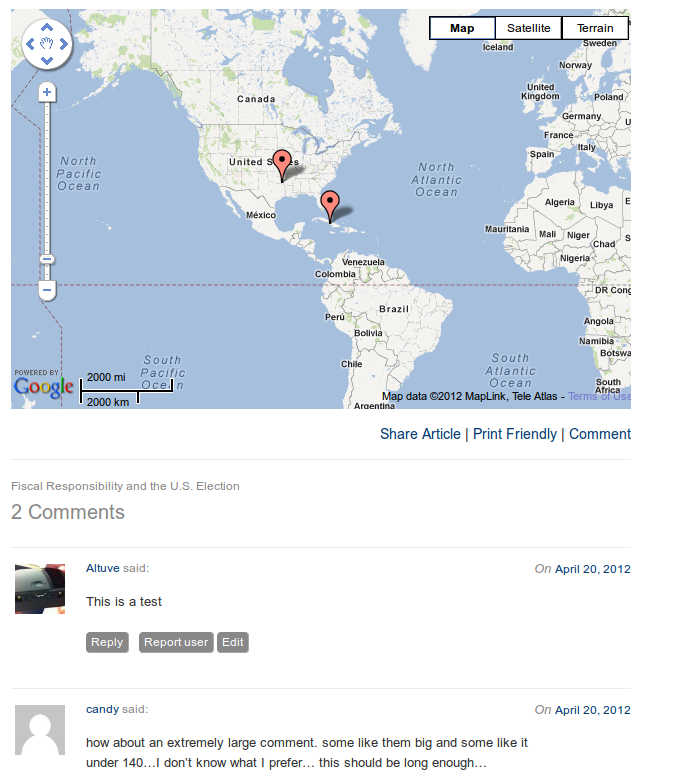 Map Satellite Terrain
Iceland
Sweden
Norway
Canada
United Kingdom
Poland
Germany
France
Italy
Spain
North Pacific Ocean
United
North Atlantic Ocean
Algeria Libya
México
Mauritania Mali Niger
Chad
Nigeria
Venezuela
Colombia
DR Cong
Brazil
Perú
Angola
Bolivia
Namibia
Botswa
Chile
South Pacific Ocean
South Atlantic Ocean
South Africa
Argentina
POWERED BY
Google
2000 mi
2000 km
Map data ©2012 MapLink, Tele Atlas - Terms of Use
Share Article | Print Friendly | Comment
Fiscal Responsibility and the U.S. Election
2 Comments
Altuve said: On April 20, 2012
This is a test
Reply Report user Edit
candy said: On April 20, 2012
how about an extremely large comment. some like them big and some like it
under 140…I don’t know what I prefer… this should be long enough…